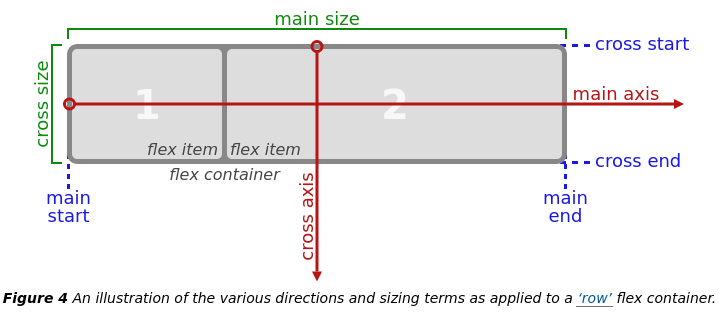 main size
cross start
cross size
1
2
main axis
flex item
flex item
cross end
flex container
cross axis
main
start
main
end
Figure 4 An illustration of the various directions and sizing terms as applied to a ‘row’ flex container.